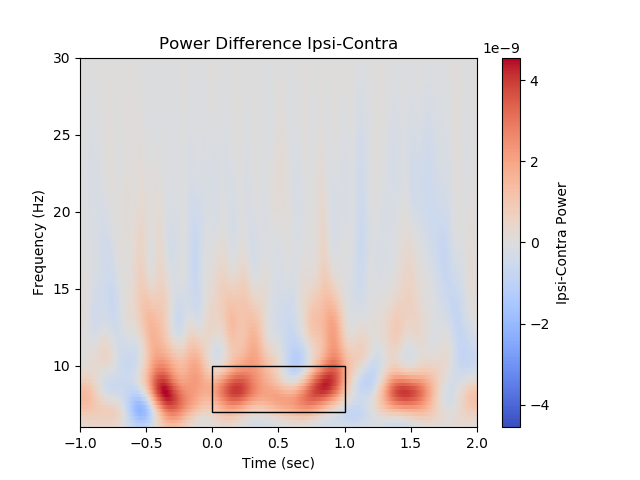 Power Difference Ipsi-Contra
1e−9
30
25
20
15
10
Frequency (Hz)
−1.0 −0.5 0.0 0.5 1.0 1.5 2.0
Time (sec)
4
2
0
−2
−4
Ipsi-Contra Power